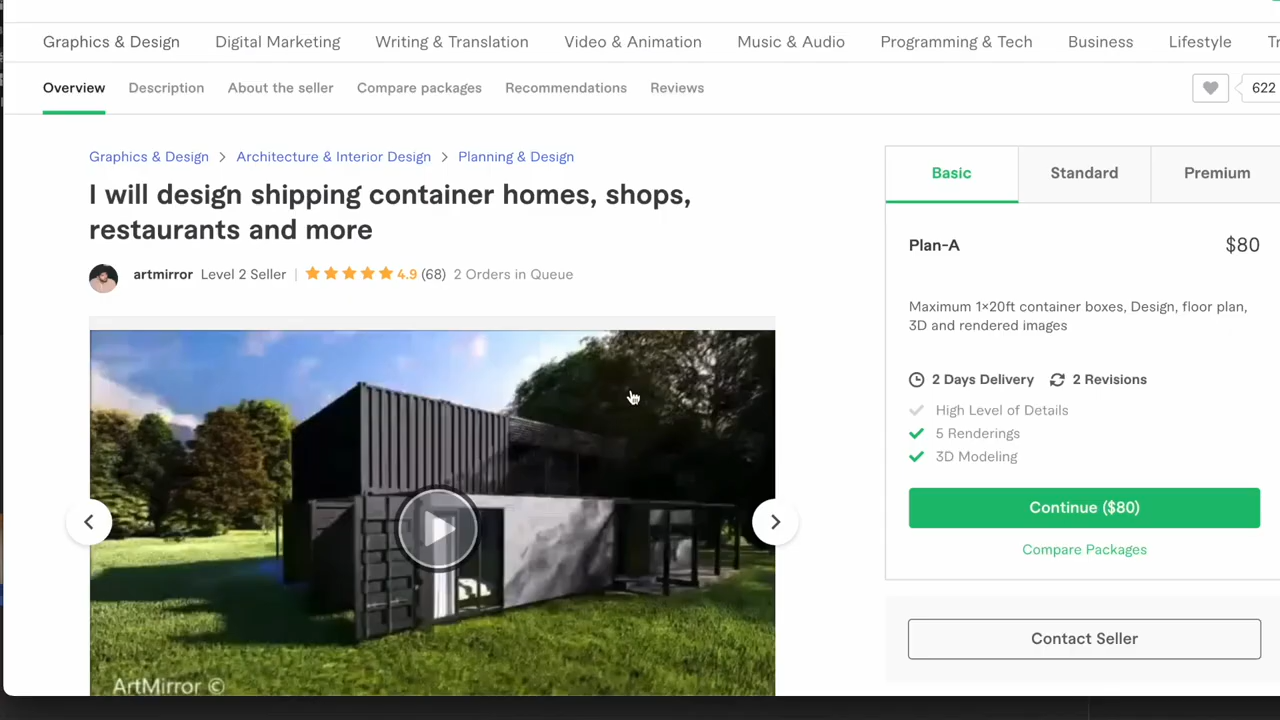 Graphics & Design Digital Marketing Writing & Translation Video & Animation Music & Audio Programming & Tech Business Lifestyle
Overview Description About the seller Compare packages Recommendations Reviews
622
Graphics & Design > Architecture & Interior Design > Planning & Design
I will design shipping container homes, shops,
restaurants and more
artmirror Level 2 Seller | 4.9 (68) 2 Orders in Queue
ArtMirror ©
Basic Standard Premium
Plan-A $80
Maximum 1×20ft container boxes, Design, floor plan,
3D and rendered images
2 Days Delivery 2 Revisions
High Level of Details
5 Renderings
3D Modeling
Continue ($80)
Compare Packages
Contact Seller